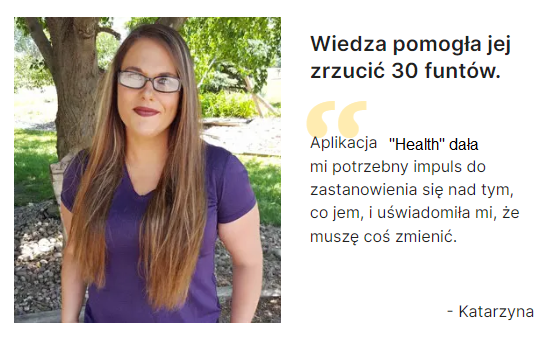 Wiedza pomogła jej
zrzucić 30 funtów.
“
Aplikacja "Health" dała
mi potrzebny impuls do
zastanowienia się nad tym,
co jem, i uświadomiła mi, że
muszę coś zmienić.
- Katarzyna